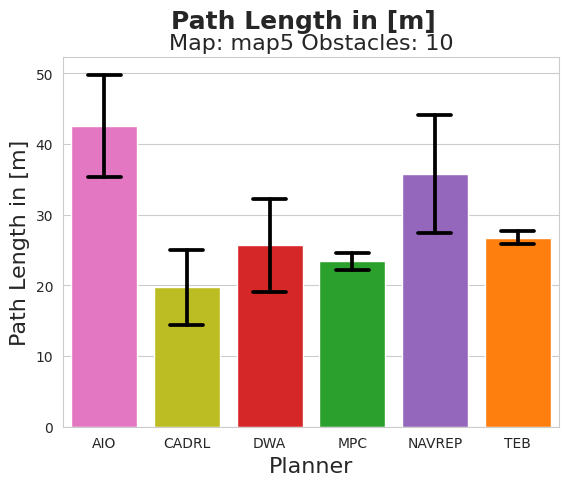 Path Length in [m]
Map: map5 Obstacles: 10
Path Length in [m]
50
40
30
20
10
0
AIO CADRL DWA MPC NAVREP TEB
Planner